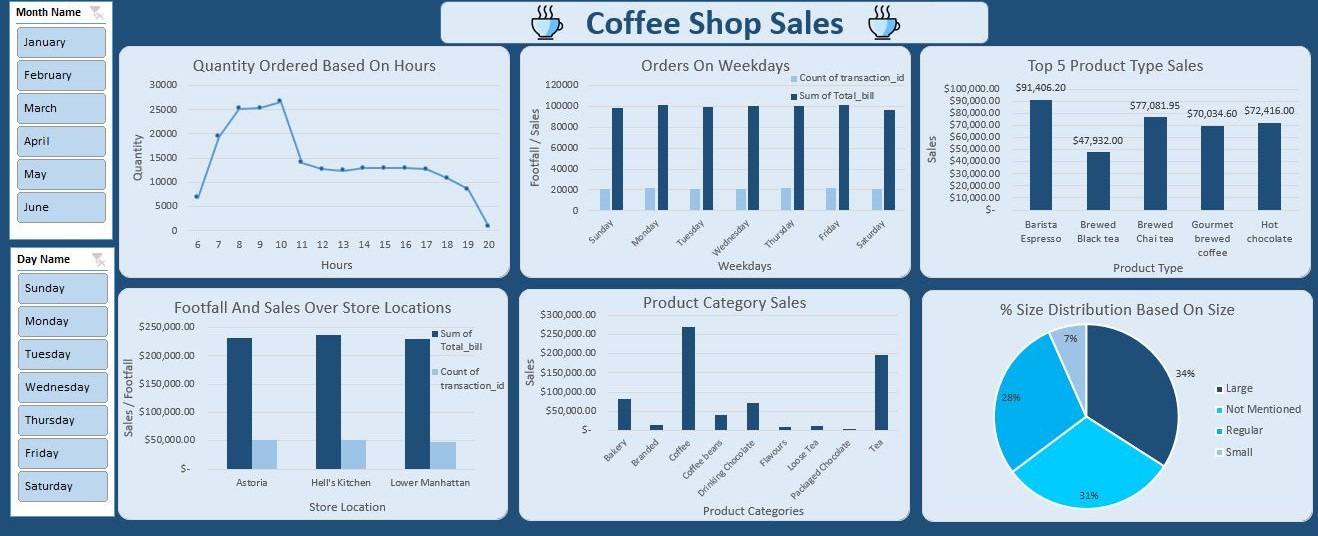 Coffee Shop Sales
Month Name
January
February
March
April
May
June
Day Name
Sunday
Monday
Tuesday
Wednesday
Thursday
Friday
Saturday
Quantity Ordered Based On Hours
30000
25000
20000
15000
10000
5000
0
Quantity
6 7 8 9 10 11 12 13 14 15 16 17 18 19 20
Hours
Orders On Weekdays
Count of transaction_id
Sum of Total_bill
120000
100000
80000
60000
40000
20000
0
Footfall / Sales
Sunday Monday Tuesday Wednesday Thursday Friday Saturday
Weekdays
Top 5 Product Type Sales
$100,000.00
$90,000.00
$80,000.00
$70,000.00
$60,000.00
$50,000.00
$40,000.00
$30,000.00
$20,000.00
$10,000.00
$-
Sales
$91,406.20
$47,932.00
$77,081.95
$70,034.60
$72,416.00
Barista Espresso
Brewed Black tea
Brewed Chai tea
Gourmet brewed coffee
Hot chocolate
Product Type
Footfall And Sales Over Store Locations
$250,000.00
$200,000.00
$150,000.00
$100,000.00
$50,000.00
$-
Sales / Footfall
Sum of
Total_bill
Count of
transaction_id
Astoria Hell's Kitchen Lower Manhattan
Store Location
Product Category Sales
$300,000.00
$250,000.00
$200,000.00
$150,000.00
$100,000.00
$50,000.00
$-
Sales
Bakery Branded Coffee Coffee beans Drinking Chocolate Flavours Loose Tea Packaged Chocolate Tea
Product Categories
% Size Distribution Based On Size
7%
34%
28%
31%
Large
Not Mentioned
Regular
Small